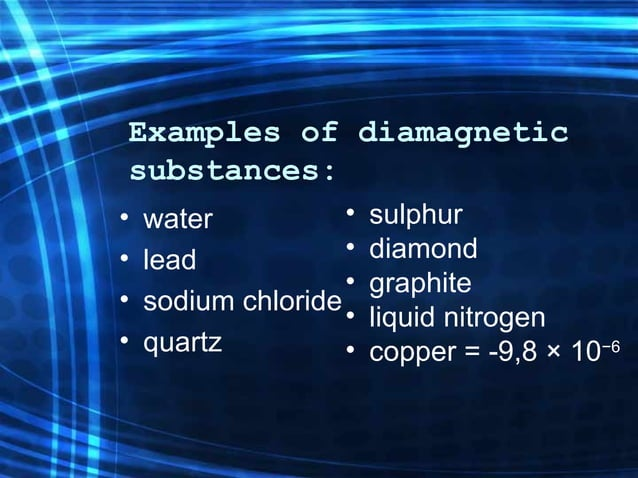 Examples of diamagnetic
substances:
• water
• lead
• sodium chloride
• quartz
• sulphur
• diamond
• graphite
• liquid nitrogen
• copper = -9,8 × 10⁻⁶